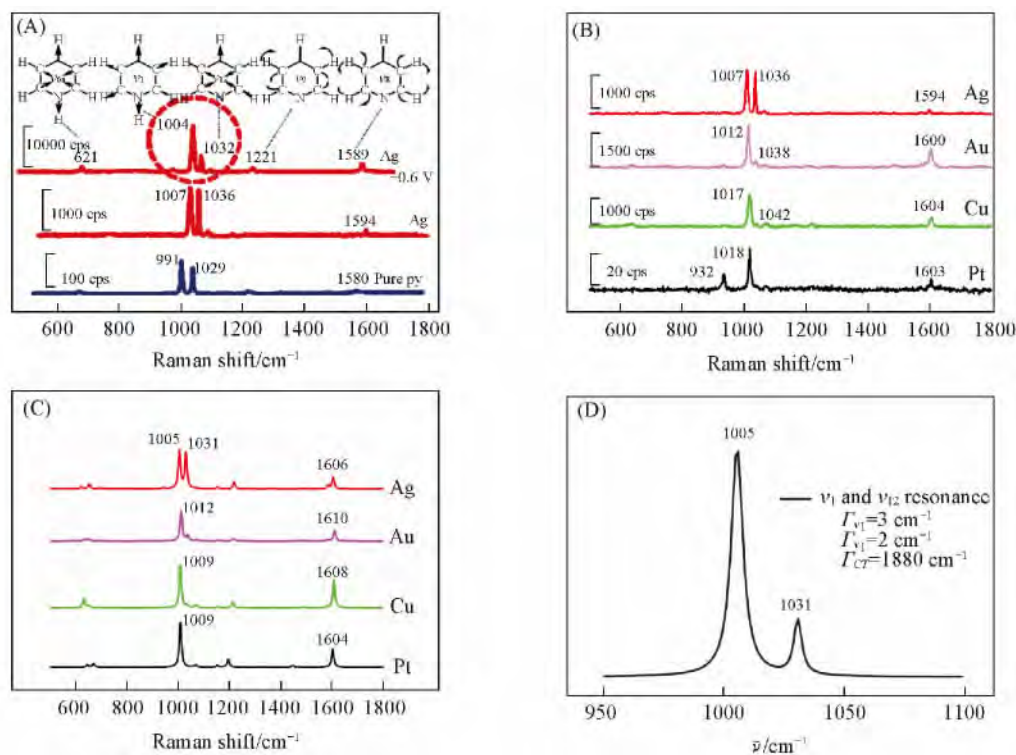 (A)
H H H H H
H H H H H H H H H H
ν₁
N N N N
H H H H H H H H H H
H H
1004
10000 cps
621
1032
1221
1589
Ag
−0.6 V
1007
1036
1000 cps
1594
Ag
991
1029
100 cps
1580 Pure py
600 800 1000 1200 1400 1600 1800
Raman shift/cm⁻¹
(B)
1007
1036
1000 cps
1594
Ag
1012
1038
1500 cps
1600
Au
1017
1042
1000 cps
1604
Cu
1018
20 cps
932
1603
Pt
600 800 1000 1200 1400 1600 1800
Raman shift/cm⁻¹
(C)
1005 1031
1606
Ag
1012
1610
Au
1009
1608
Cu
1009
1604
Pt
600 800 1000 1200 1400 1600 1800
Raman shift/cm⁻¹
(D)
1005
ν₁ and ν₁₂ resonance
Γν₁=3 cm⁻¹
Γν₁=2 cm⁻¹
Γ_CT=1880 cm⁻¹
1031
950 1000 1050 1100
ν̃/cm⁻¹